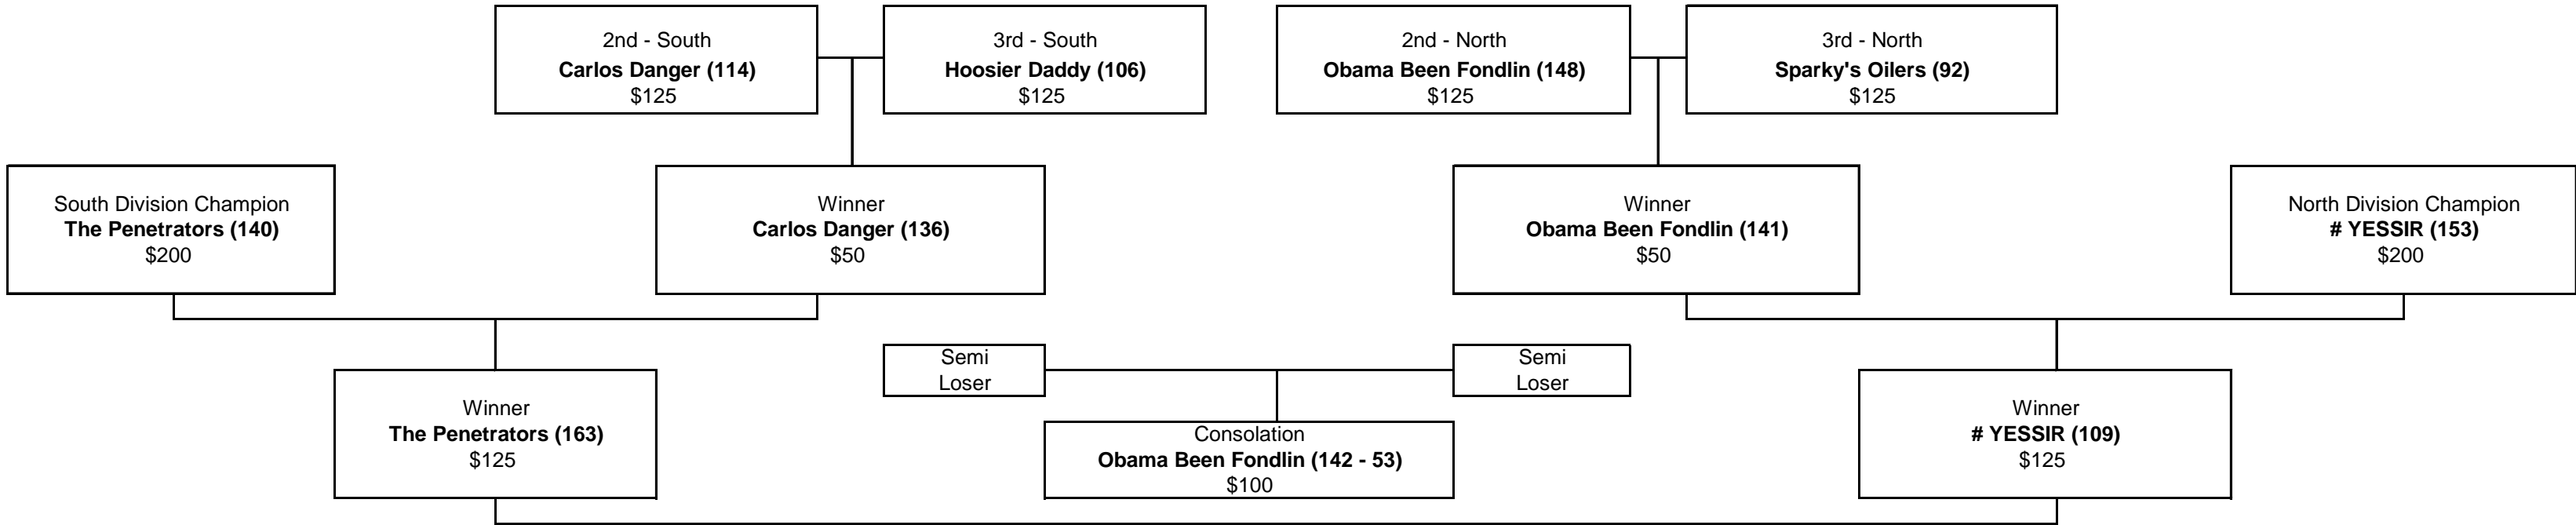 2nd - South
Carlos Danger (114)
$125
3rd - South
Hoosier Daddy (106)
$125
2nd - North
Obama Been Fondlin (148)
$125
3rd - North
Sparky's Oilers (92)
$125
South Division Champion
The Penetrators (140)
$200
Winner
Carlos Danger (136)
$50
Winner
Obama Been Fondlin (141)
$50
North Division Champion
# YESSIR (153)
$200
Semi
Loser
Semi
Loser
Winner
The Penetrators (163)
$125
Consolation
Obama Been Fondlin (142 - 53)
$100
Winner
# YESSIR (109)
$125